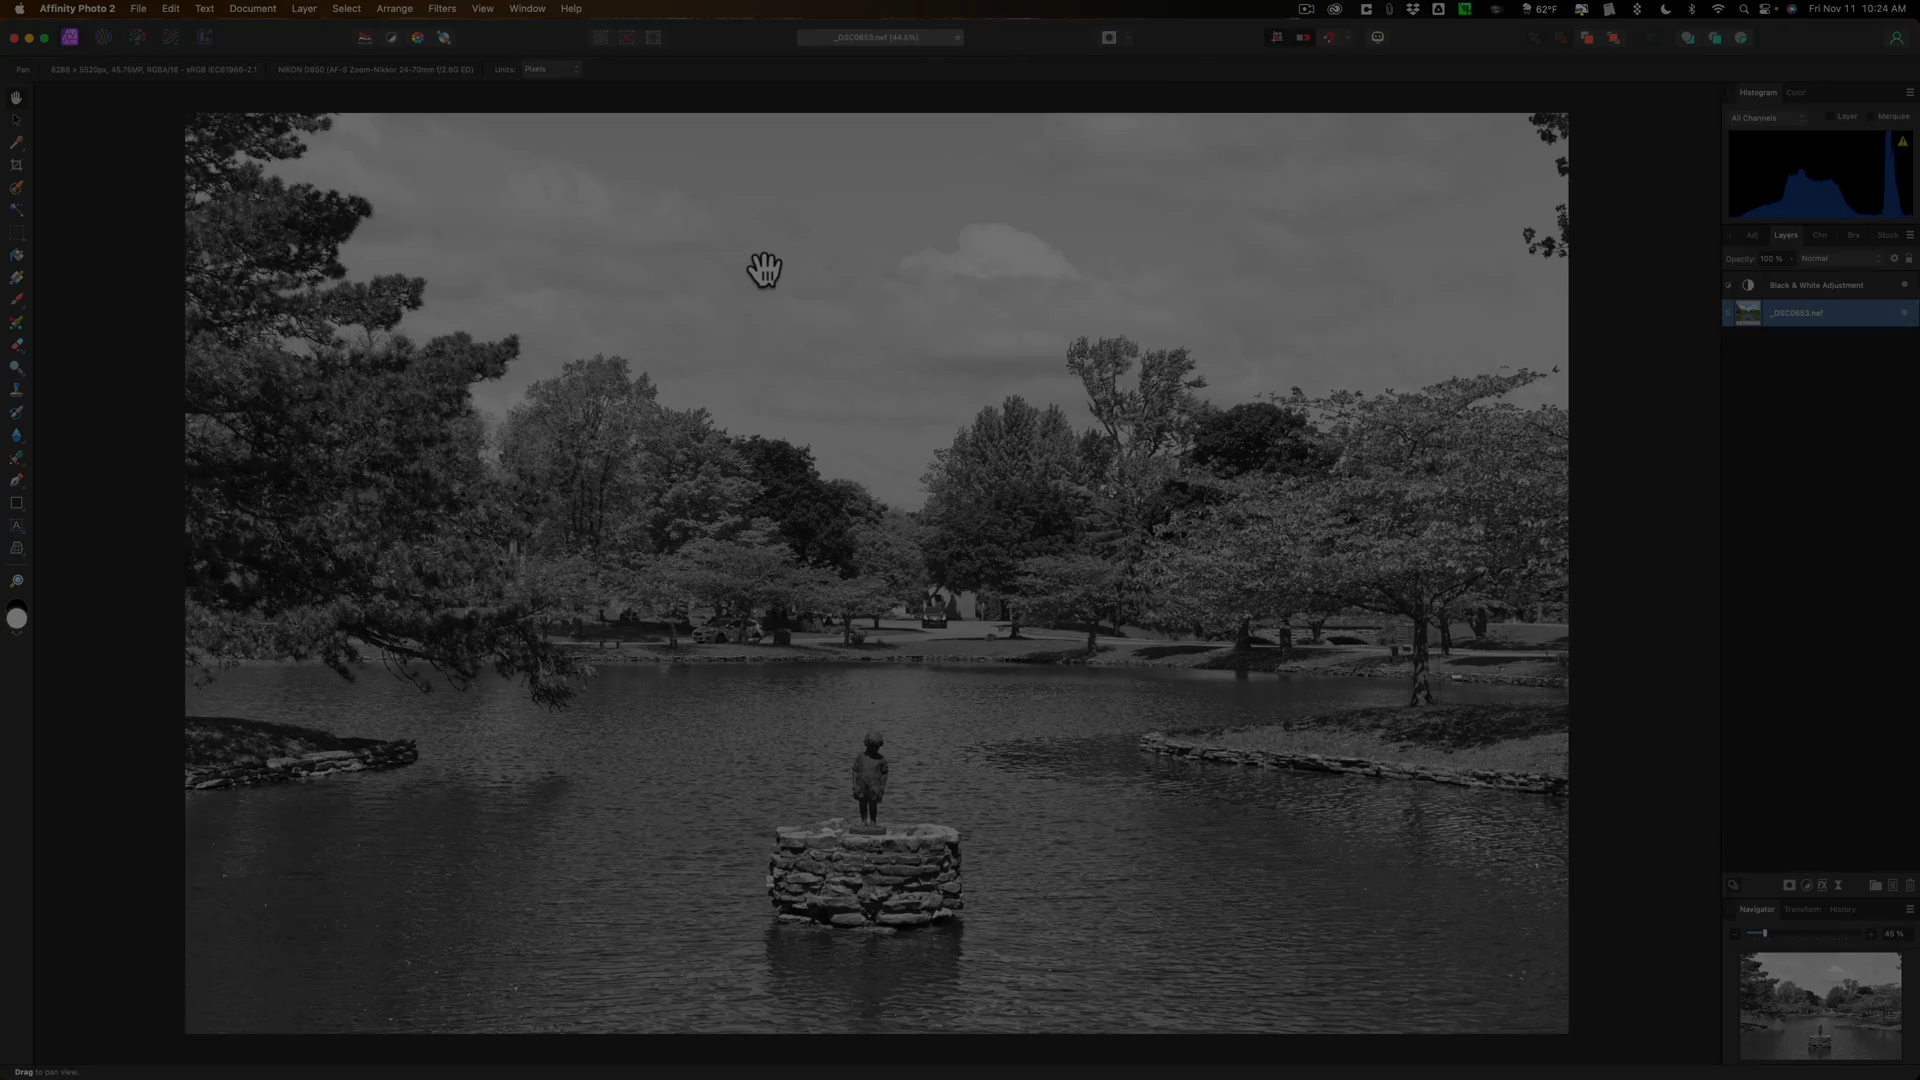 Affinity Photo 2 File Edit Text Document Layer Select Arrange Filters View Window Help 62°F Fri Nov 11 10:24 AM
_DSC0653.nef (44.5%)
Pan 8288 × 5520px, 45.75MP, RGBA/16 - sRGB IEC61966-2.1 NIKON D850 (AF-S Zoom-Nikkor 24-70mm f/2.8G ED) Units: Pixels
Histogram Color
All Channels Layer Marquee
Adj Layers Chn Brs Stock
Opacity: 100 % Normal
Black & White Adjustment
_DSC0653.nef
Navigator Transform History
45 %
Drag to pan view.